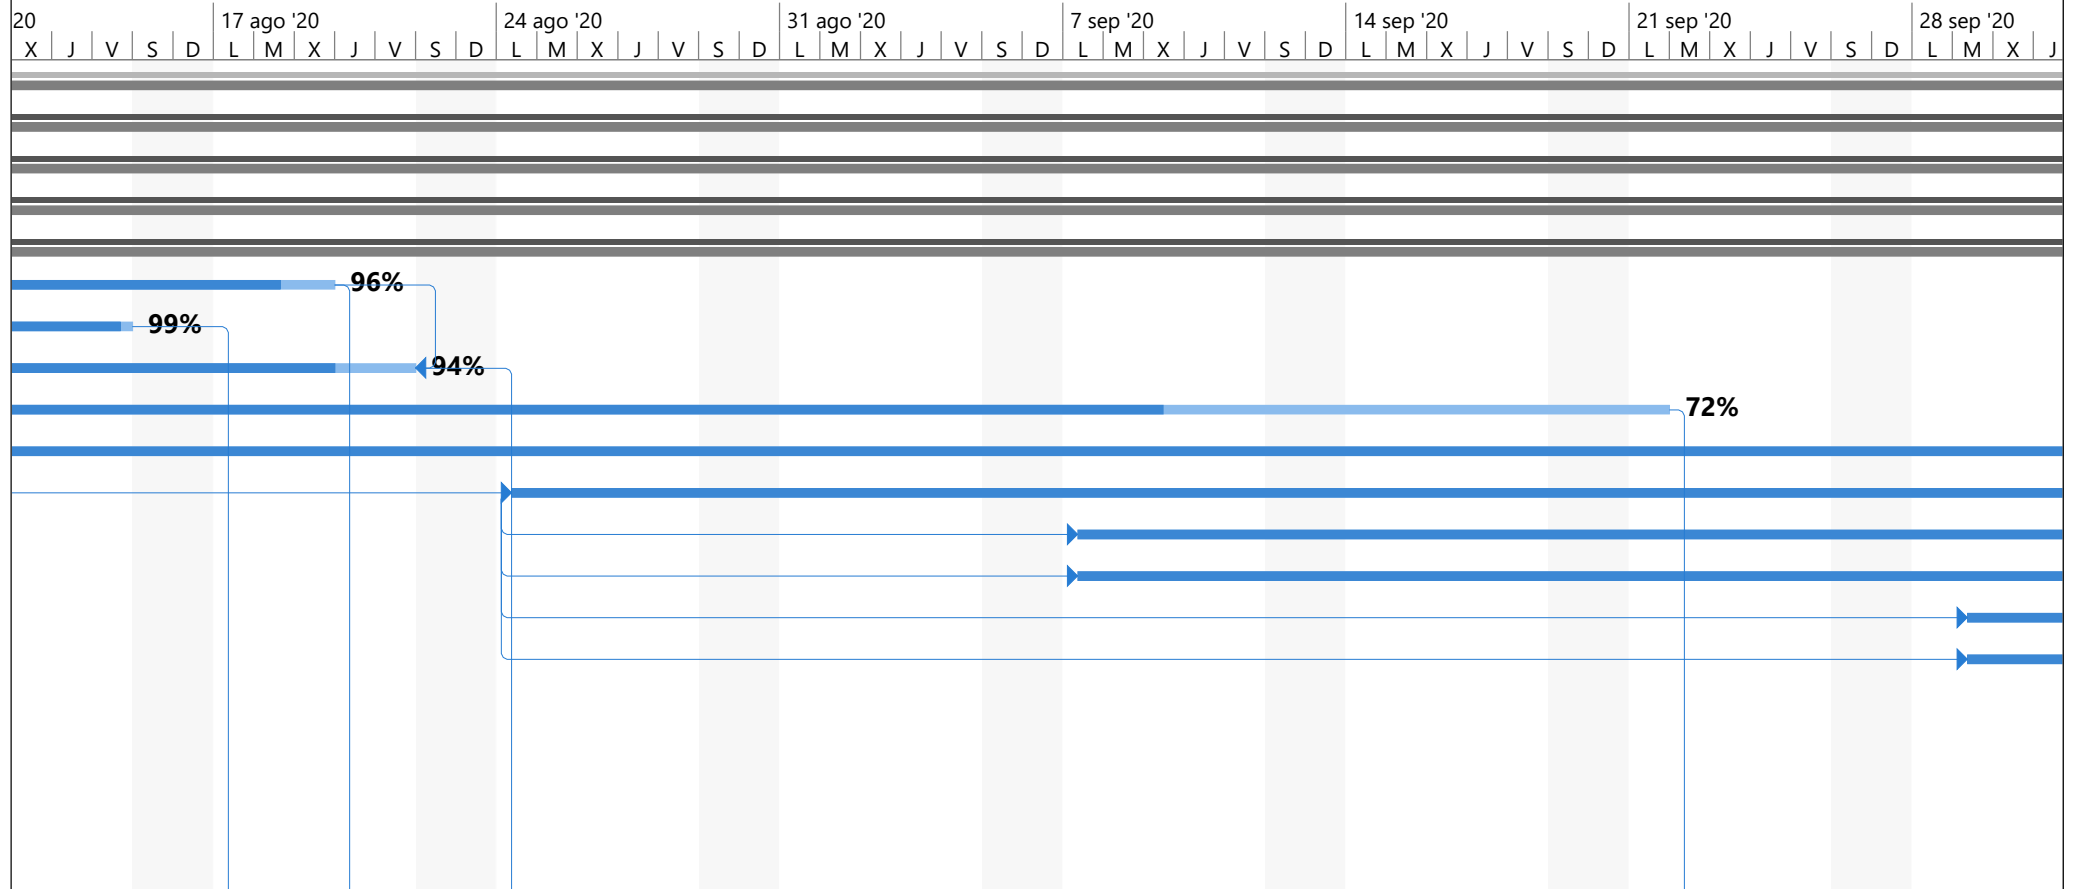 20 17 ago '20 24 ago '20 31 ago '20 7 sep '20 14 sep '20 21 sep '20 28 sep '20
X J V S D L M X J V S D L M X J V S D L M X J V S D L M X J V S D L M X J V S D L M X J V S D L M X J
96%
99%
94%
72%